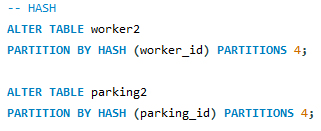 -- HASH
ALTER TABLE worker2
PARTITION BY HASH (worker_id) PARTITIONS 4;
ALTER TABLE parking2
PARTITION BY HASH (parking_id) PARTITIONS 4;